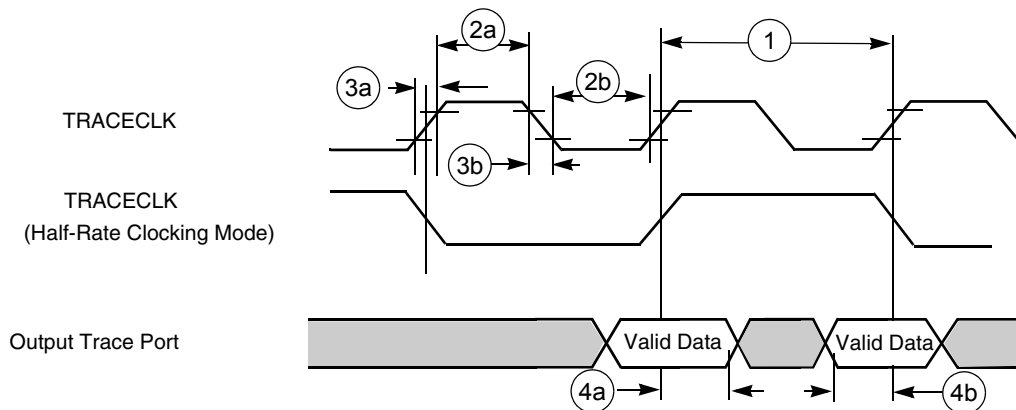 2a
1
3a
2b
TRACECLK
3b
TRACECLK
(Half-Rate Clocking Mode)
Output Trace Port
Valid Data
Valid Data
4a
4b